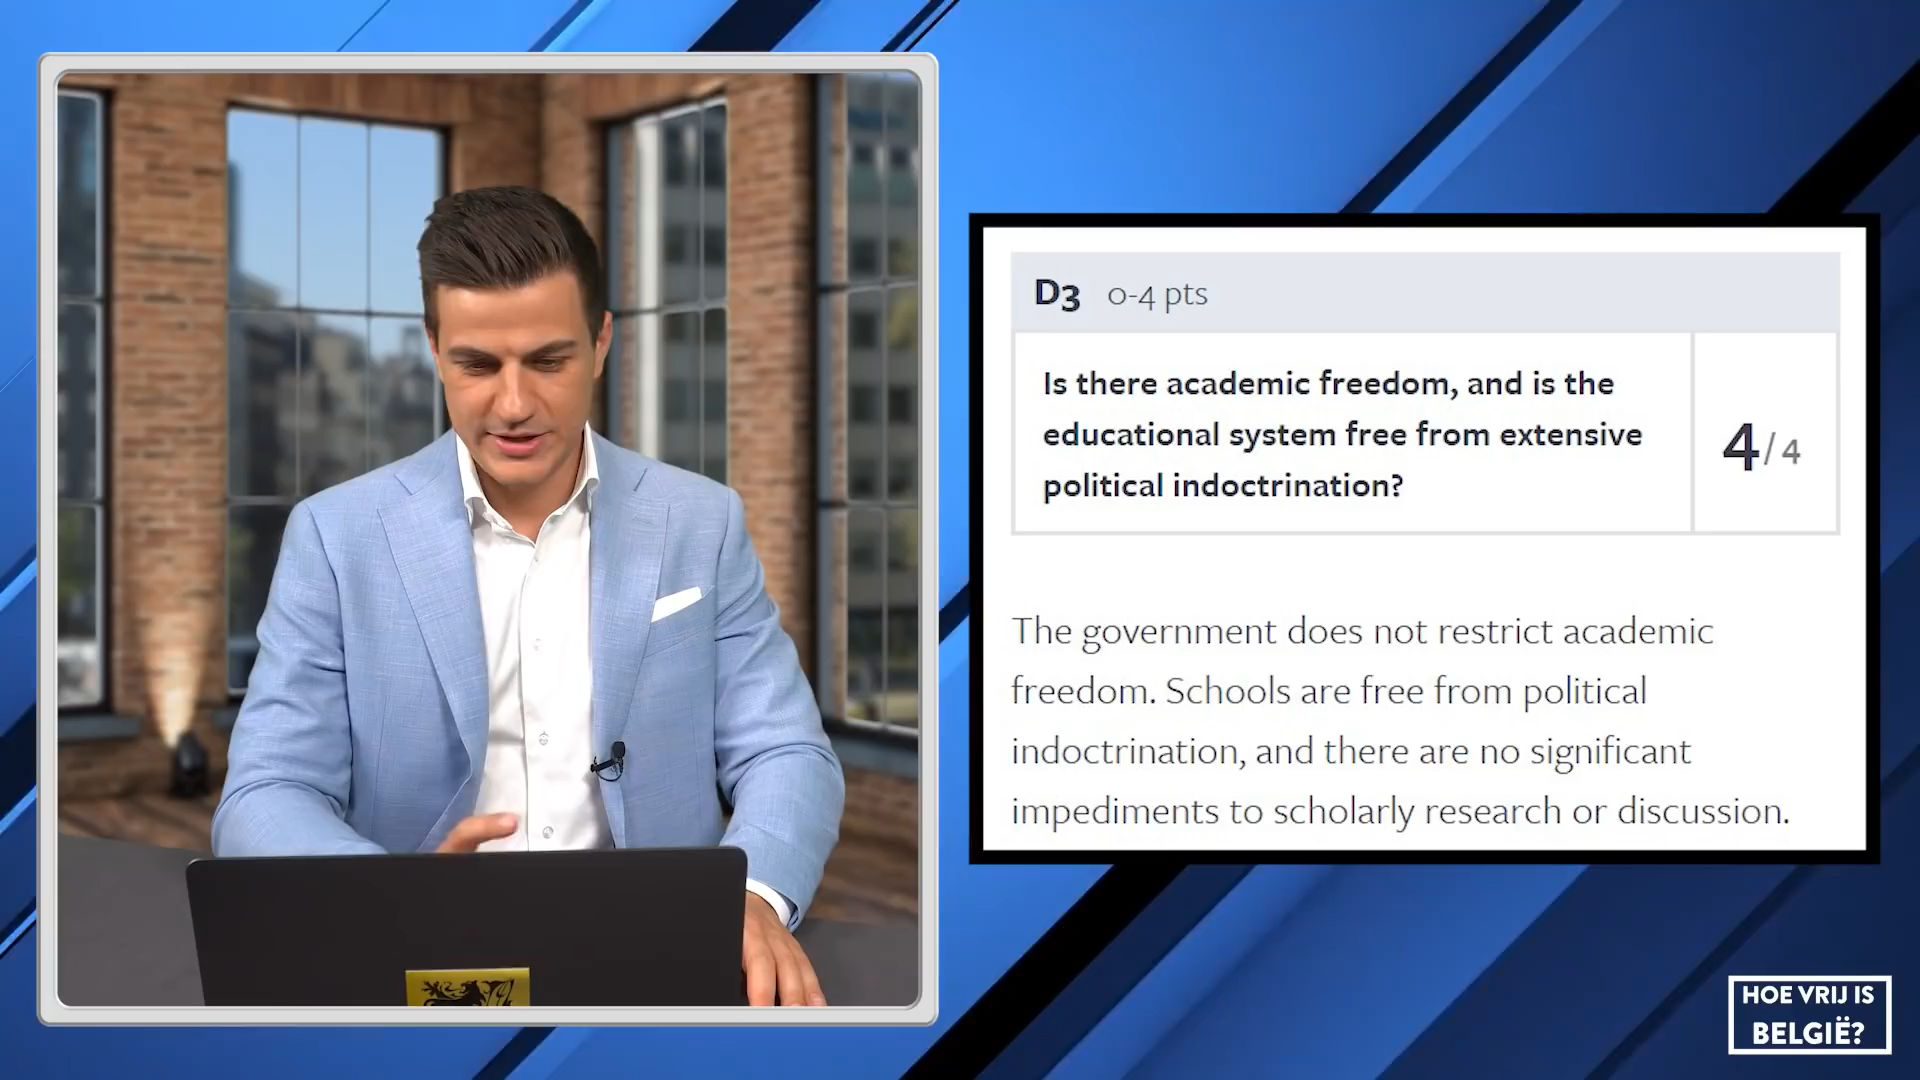 D3 0-4 pts
Is there academic freedom, and is the
educational system free from extensive
political indoctrination?
4/4
The government does not restrict academic
freedom. Schools are free from political
indoctrination, and there are no significant
impediments to scholarly research or discussion.
HOE VRIJ IS
BELGIË?